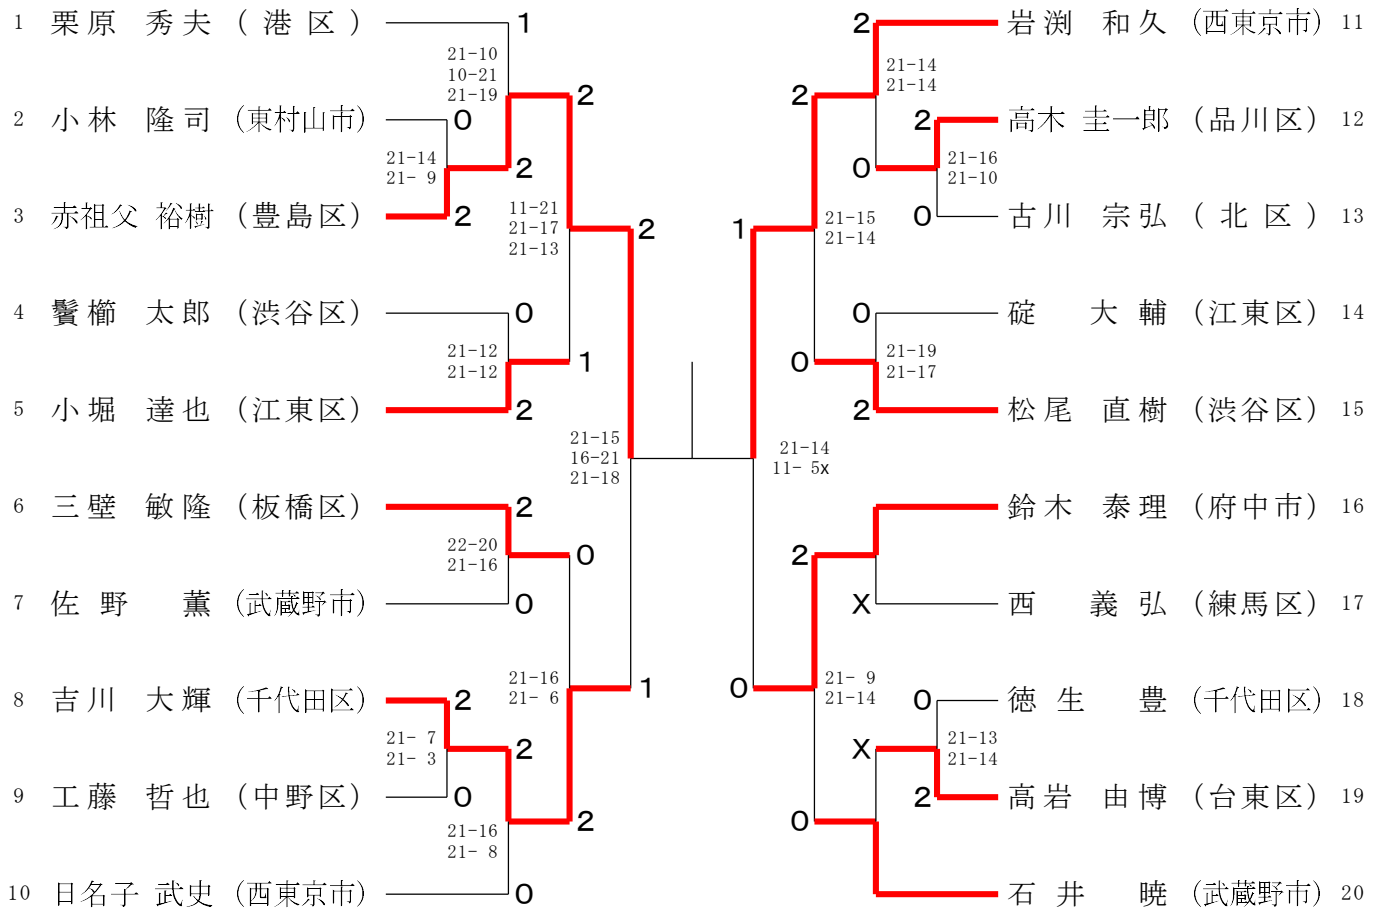 1 栗原 秀夫 (港区) 1
21-10
10-21
21-19
2
2 小林 隆司 (東村山市) 0
21-14
21- 9
2
3 赤祖父 裕樹 (豊島区) 2
11-21
21-17
21-13
2
4 鬢櫛 太郎 (渋谷区) 0
21-12
21-12
1
5 小堀 達也 (江東区) 2
21-15
16-21
21-18
6 三壁 敏隆 (板橋区) 2
22-20
21-16
0
7 佐野 薫 (武蔵野市) 0
21-16
21- 6
1
8 吉川 大輝 (千代田区) 2
21- 7
21- 3
2
9 工藤 哲也 (中野区) 0
21-16
21- 8
2
10 日名子 武史 (西東京市) 0
2 岩渕 和久 (西東京市) 11
21-14
21-14
2
2 高木 圭一郎 (品川区) 12
21-16
21-10
0
0 古川 宗弘 (北区) 13
21-15
21-14
1
0 碇 大輔 (江東区) 14
21-19
21-17
0
2 松尾 直樹 (渋谷区) 15
21-14
11- 5x
鈴木 泰理 (府中市) 16
2
X 西 義弘 (練馬区) 17
21- 9
21-14
0
0 徳生 豊 (千代田区) 18
21-13
21-14
X
2 高岩 由博 (台東区) 19
0
石井 暁 (武蔵野市) 20